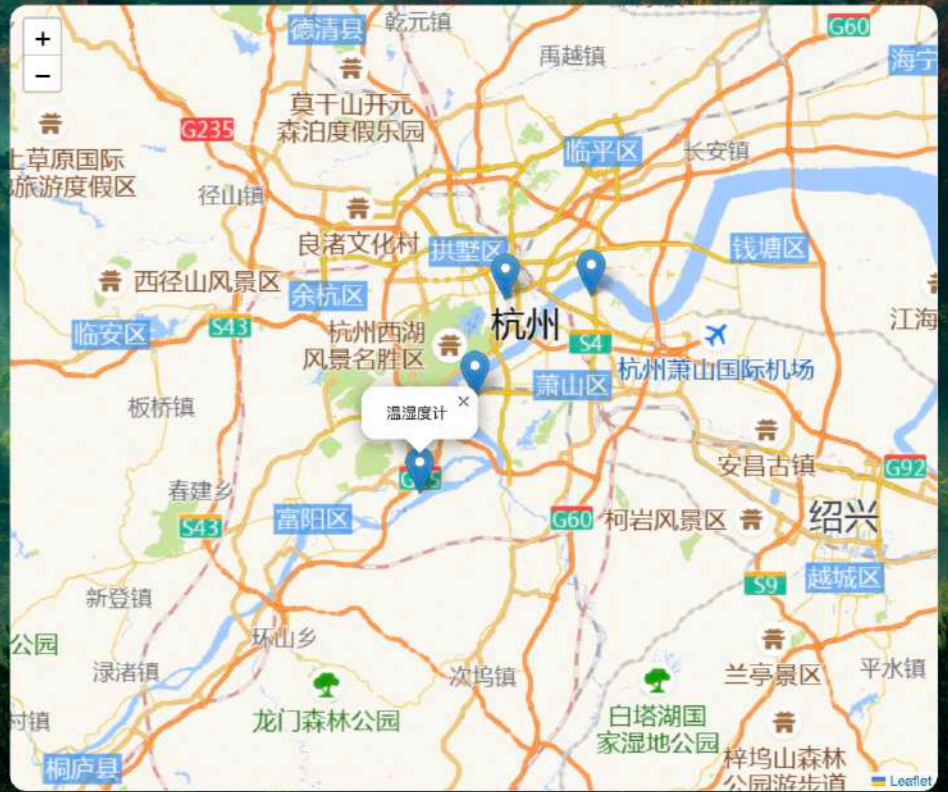 +
−
德清县
乾元镇
G60
禹越镇
海宁
莫干山开元
森泊度假乐园
G235
上草原国际
旅游度假区
临平区
长安镇
径山镇
良渚文化村
拱墅区
钱塘区
西径山风景区
余杭区
临安区
S43
杭州西湖
风景名胜区
杭州
S4
江海
杭州萧山国际机场
萧山区
板桥镇
温湿度计
×
安昌古镇
G92
春建乡
S43
富阳区
G60
柯岩风景区
绍兴
越城区
S9
新登镇
公园
环山乡
渌渚镇
次坞镇
兰亭景区
平水镇
村镇
龙门森林公园
白塔湖国
家湿地公园
梓坞山森林
公园游步道
桐庐县
Leaflet